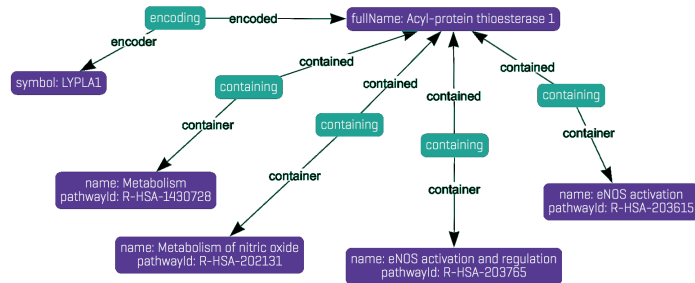 encoding
encoded
fullName: Acyl-protein thioesterase 1
encoder
symbol: LYPLA1
contained
contained
contained
contained
containing
containing
containing
containing
container
container
container
container
name: Metabolism
pathwayId: R-HSA-1430728
name: eNOS activation
pathwayId: R-HSA-203615
name: Metabolism of nitric oxide
pathwayId: R-HSA-202131
name: eNOS activation and regulation
pathwayId: R-HSA-203765